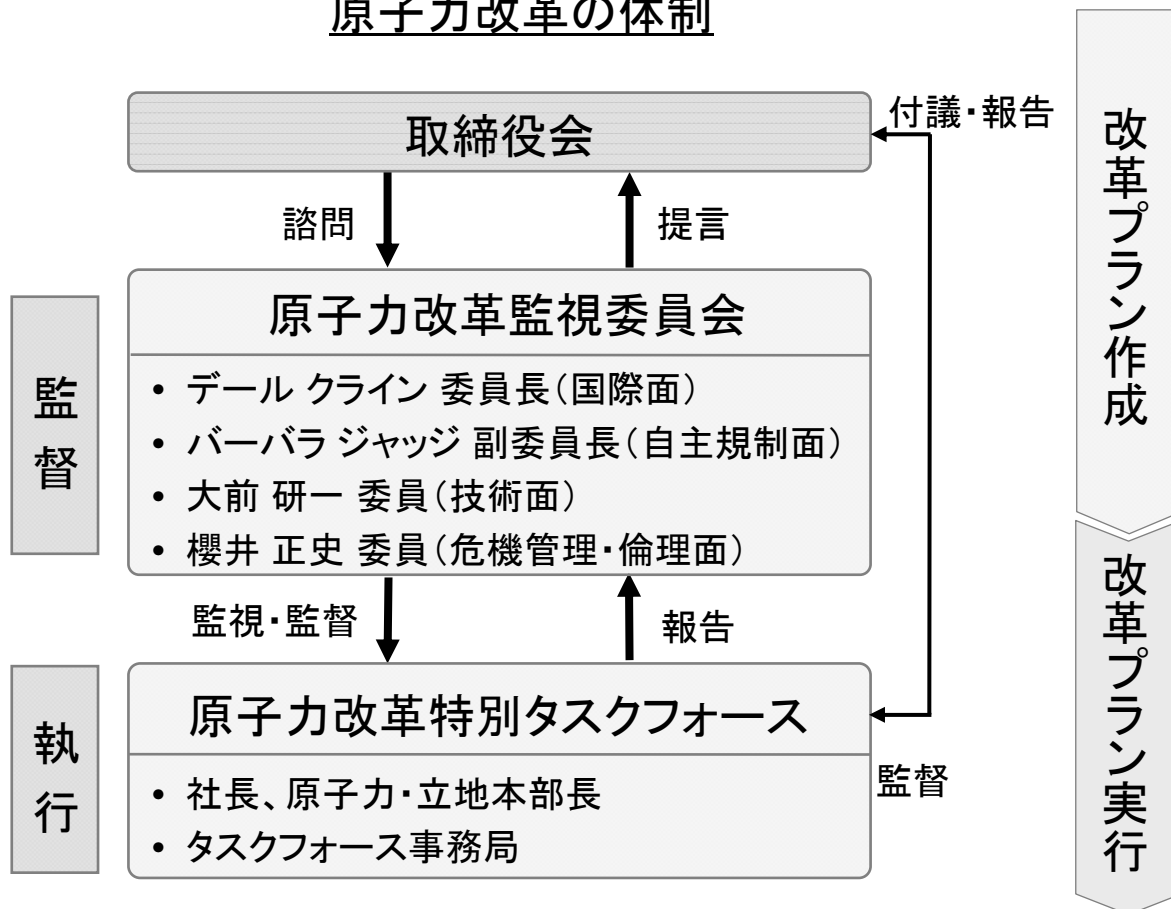 原子力改革の体制
取締役会
付議・報告
諮問
提言
監督
原子力改革監視委員会
• デール クライン 委員長(国際面)
• バーバラ ジャッジ 副委員長(自主規制面)
• 大前 研一 委員(技術面)
• 櫻井 正史 委員(危機管理・倫理面)
監視・監督
報告
執行
原子力改革特別タスクフォース
• 社長、原子力・立地本部長
• タスクフォース事務局
監督
改革プラン作成
改革プラン実行